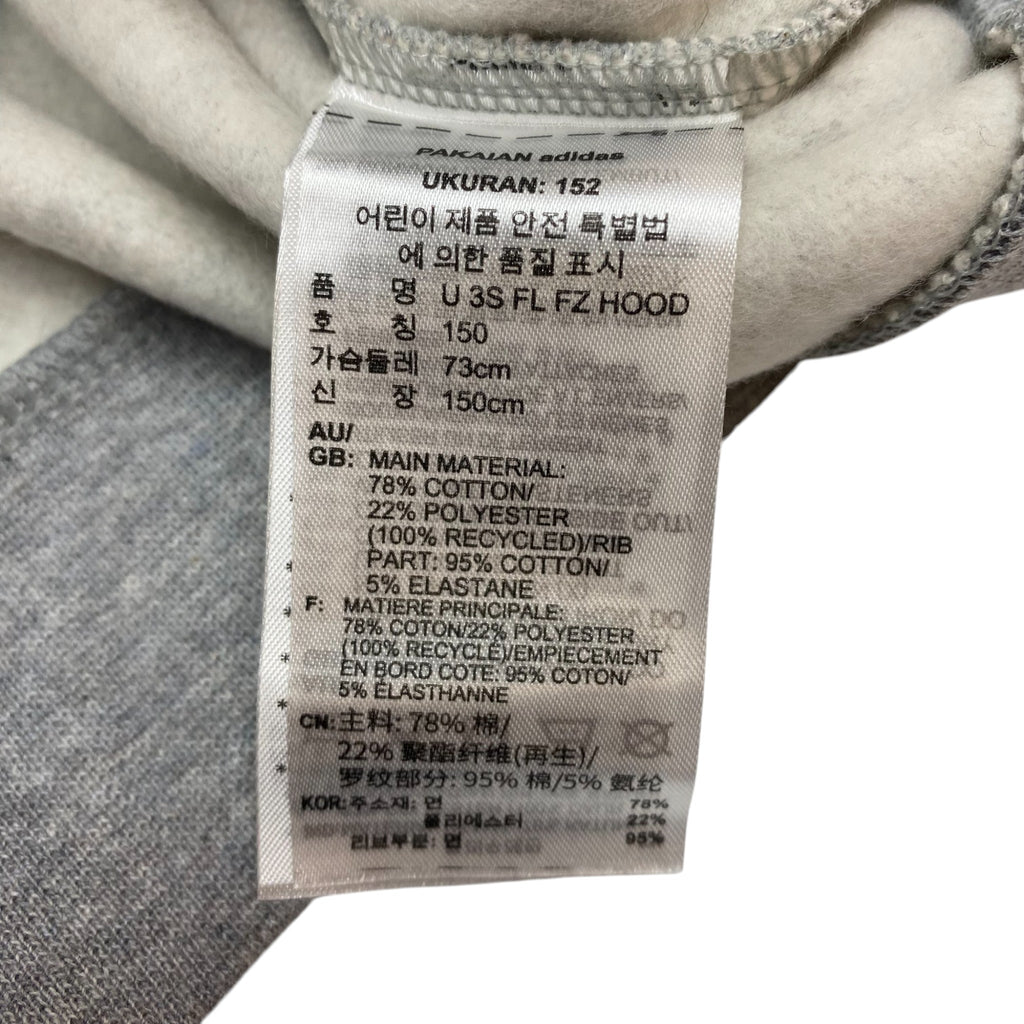 PAKAIAN adidas
UKURAN: 152
어린이 제품 안전 특별법
에 의한 품질 표시
품 명 U 3S FL FZ HOOD
호 칭 150
가슴둘레 73cm
신 장 150cm
AU/
GB: MAIN MATERIAL:
78% COTTON/
22% POLYESTER
(100% RECYCLED)/RIB
PART: 95% COTTON/
5% ELASTANE
F: MATIERE PRINCIPALE:
78% COTON/22% POLYESTER
(100% RECYCLÉ)/EMPIECEMENT
EN BORD COTE: 95% COTON/
5% ÉLASTHANNE
CN: 主料: 78% 棉/
22% 聚酯纤维(再生)/
罗纹部分: 95% 棉/5% 氨纶
KOR: 주소재: 면 78%
폴리에스터 22%
리브부분: 면 95%